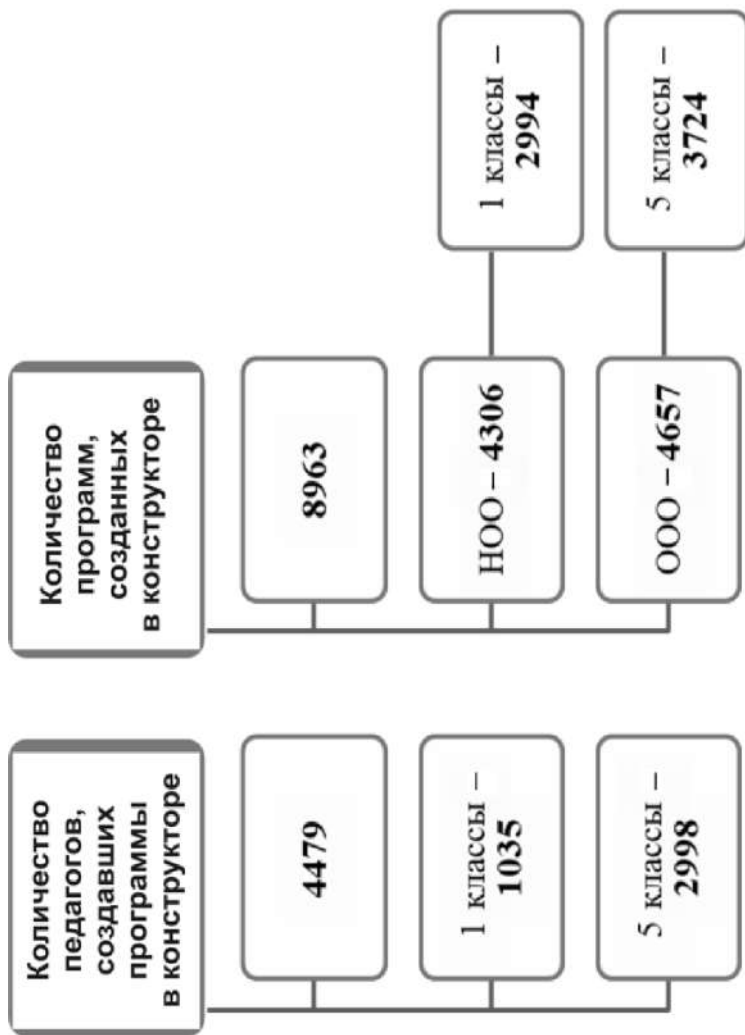 Количество
педагогов,
создавших
программы
в конструкторе
4479
1 классы –
1035
5 классы –
2998
Количество
программ,
созданных
в конструкторе
8963
НОО – 4306
1 классы –
2994
ООО – 4657
5 классы –
3724